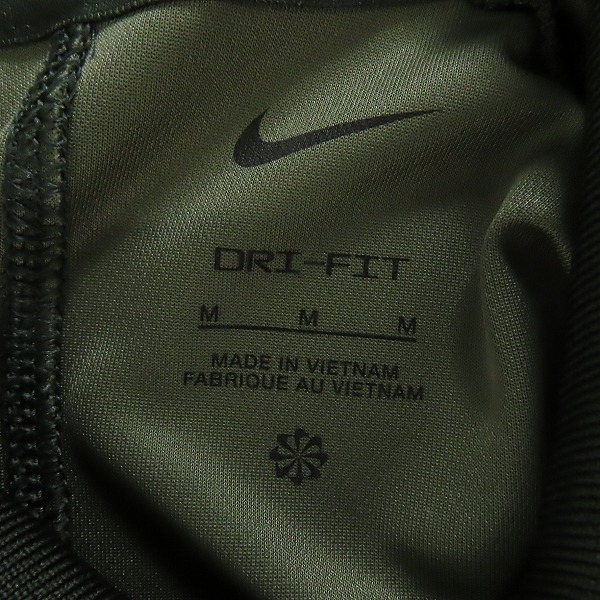 DRI-FIT
M M M
MADE IN VIETNAM
FABRIQUE AU VIETNAM